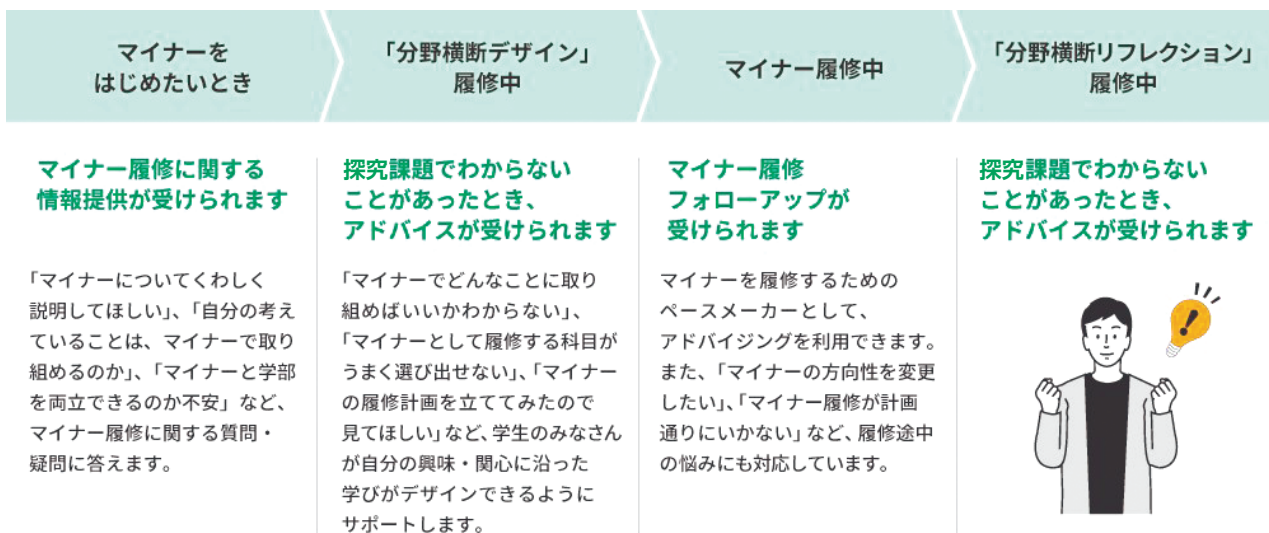 マイナーを
はじめたいとき
「分野横断デザイン」
履修中
マイナー履修中
「分野横断リフレクション」
履修中
マイナー履修に関する
情報提供が受けられます
「マイナーについてくわしく
説明してほしい」、「自分の考え
ていることは、マイナーで取り
組めるのか」、「マイナーと学部
を両立できるのか不安」など、
マイナー履修に関する質問・
疑問に答えます。
探究課題でわからない
ことがあったとき、
アドバイスが受けられます
「マイナーでどんなことに取り
組めばいいかわからない」、
「マイナーとして履修する科目が
うまく選び出せない」、「マイナー
の履修計画を立ててみたので
見てほしい」など、学生のみなさん
が自分の興味・関心に沿った
学びがデザインできるように
サポートします。
マイナー履修
フォローアップが
受けられます
マイナーを履修するための
ペースメーカーとして、
アドバイジングを利用できます。
また、「マイナーの方向性を変更
したい」、「マイナー履修が計画
通りにいかない」など、履修途中
の悩みにも対応しています。
探究課題でわからない
ことがあったとき、
アドバイスが受けられます